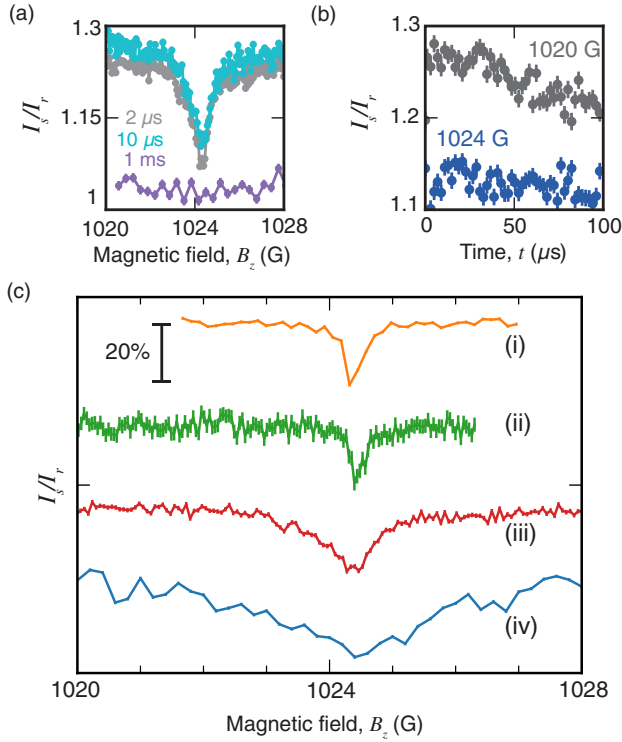 (a)
1.3
1.15
1
I_s/I_r
2 μs
10 μs
1 ms
1020 1024 1028
Magnetic field, B_z (G)
(b)
1.3
1.2
1.1
I_s/I_r
1020 G
1024 G
0 50 100
Time, t (μs)
(c)
20%
(i)
(ii)
(iii)
(iv)
I_s/I_r
1020 1024 1028
Magnetic field, B_z (G)